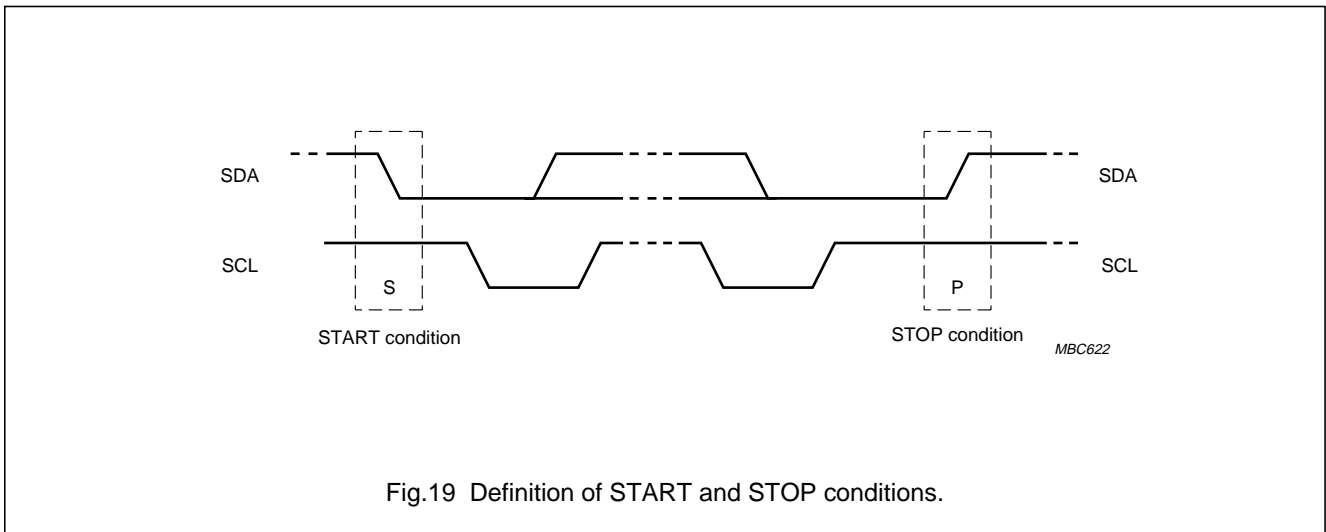 SDA SDA
SCL SCL
S P
START condition STOP condition
MBC622
Fig.19 Definition of START and STOP conditions.